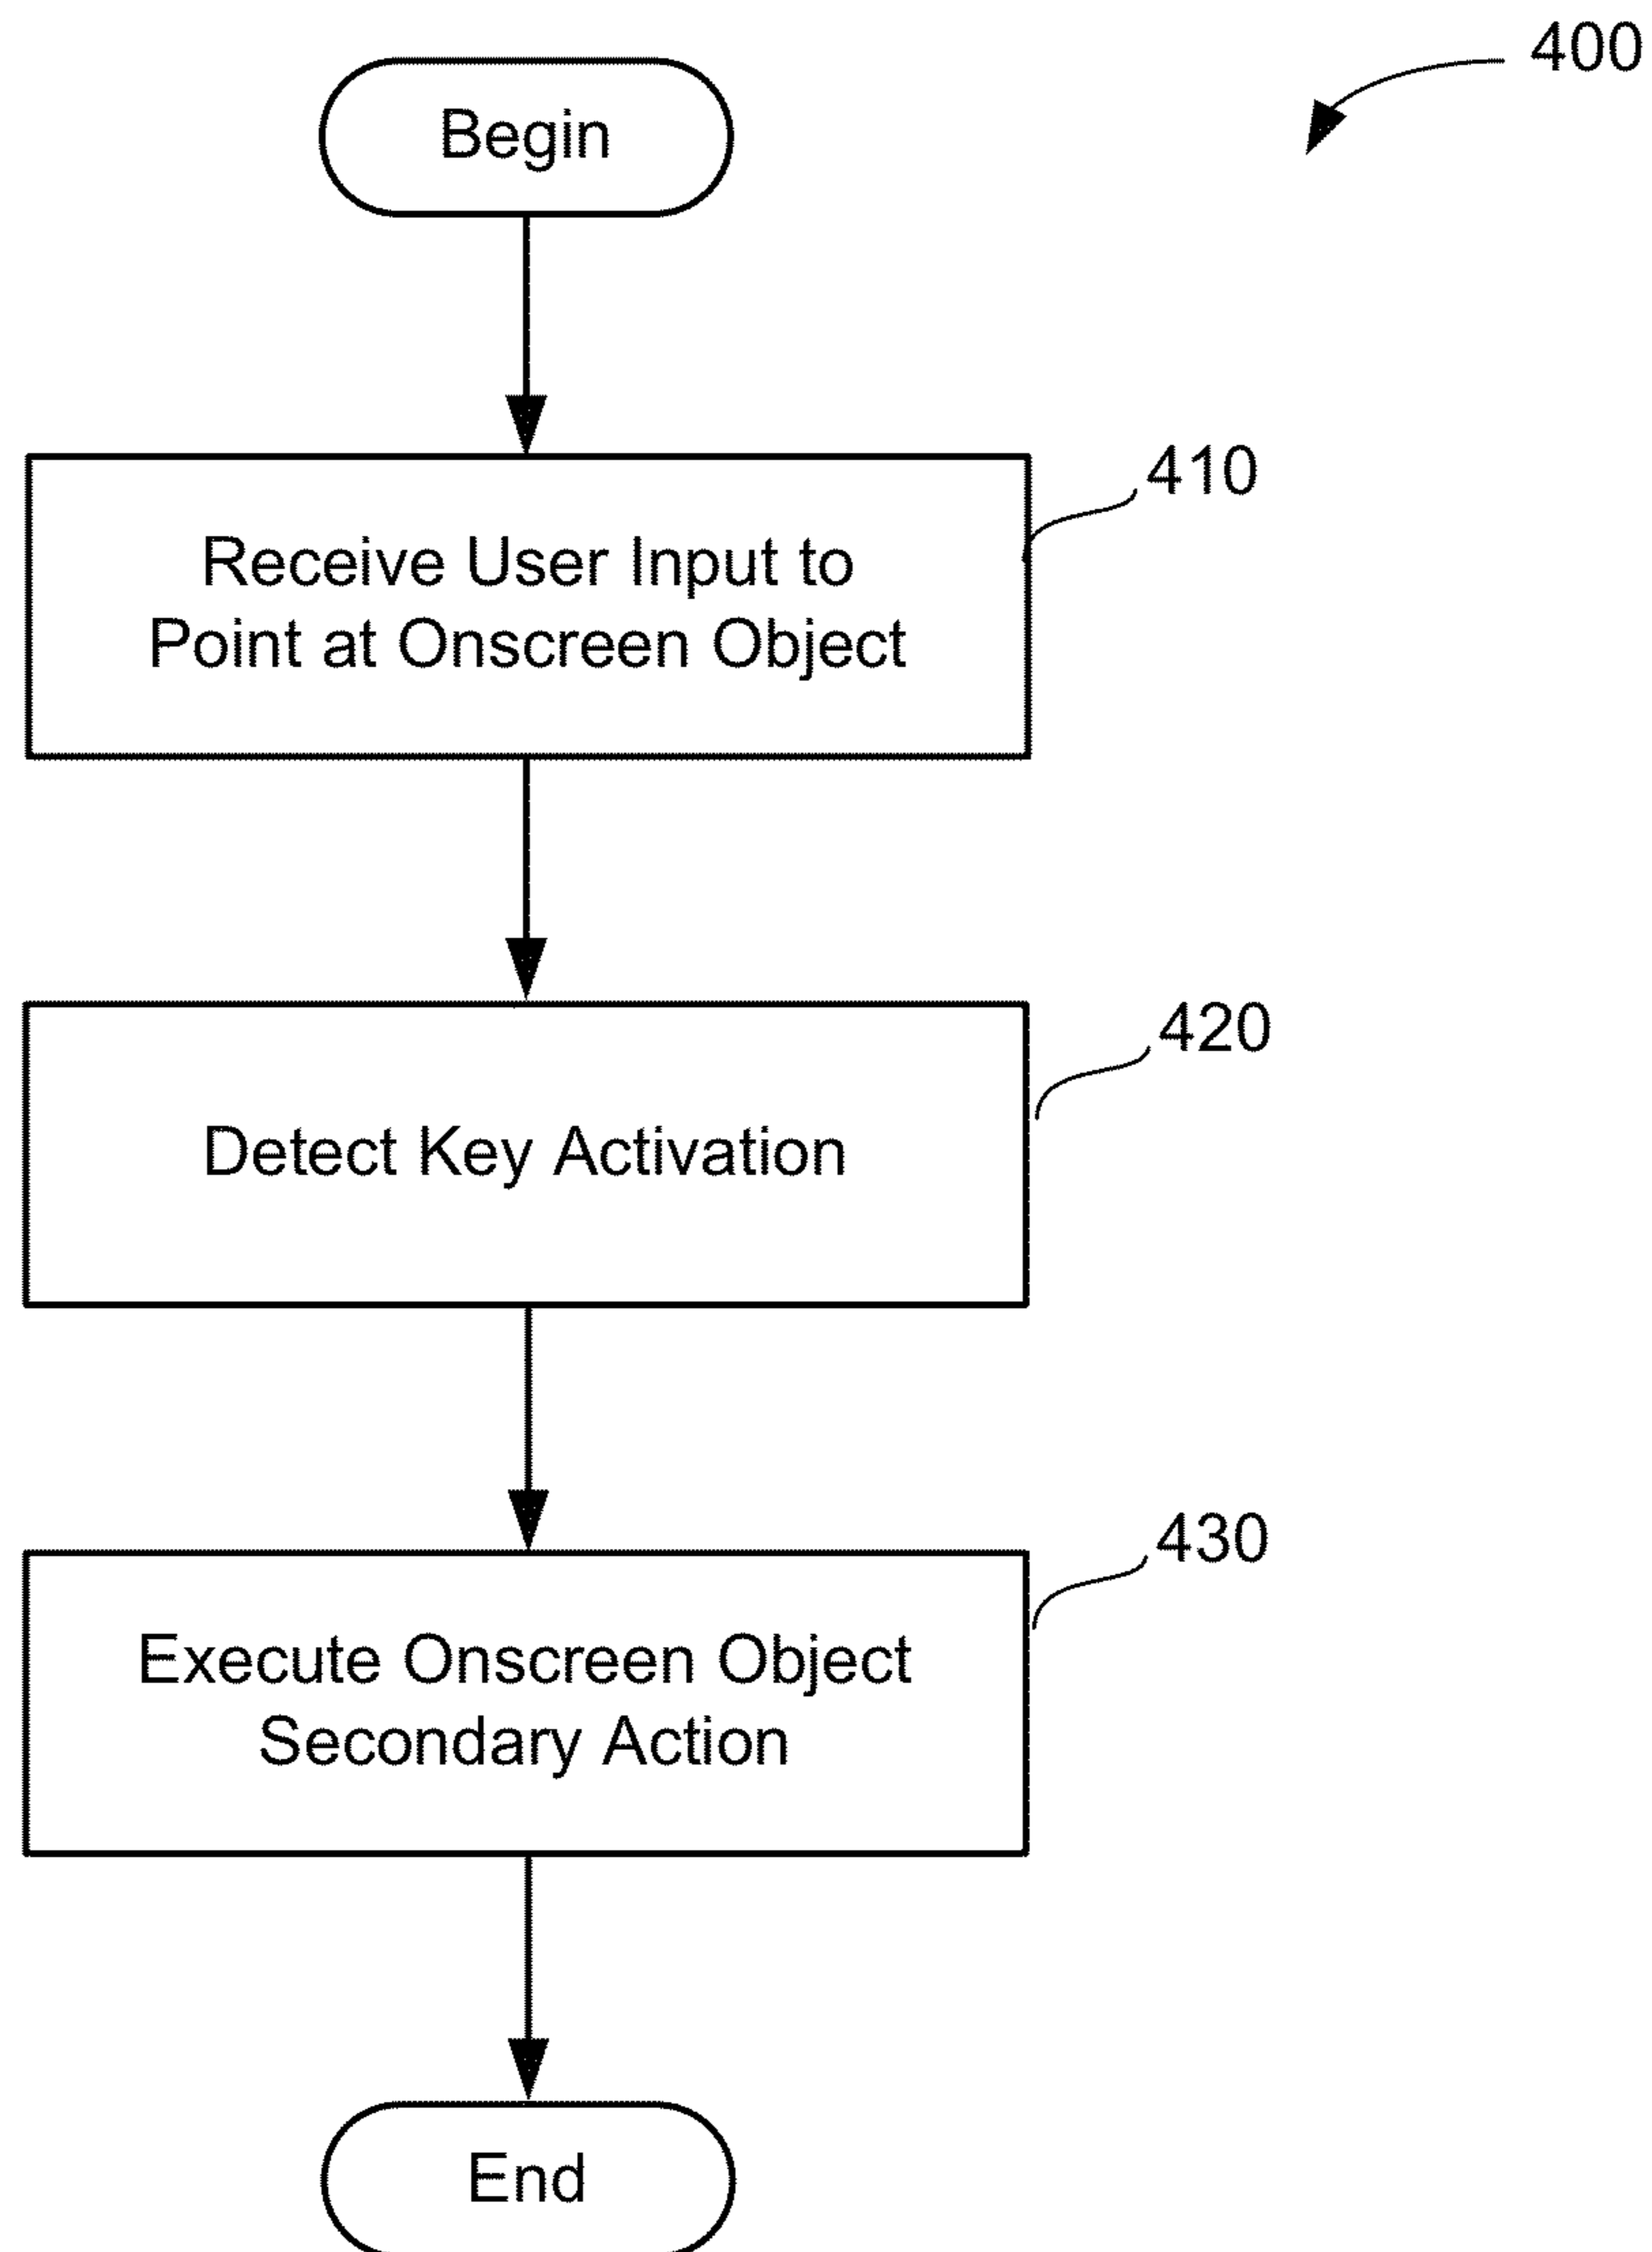 400
Begin
410
Receive User Input to
Point at Onscreen Object
420
Detect Key Activation
430
Execute Onscreen Object
Secondary Action
End